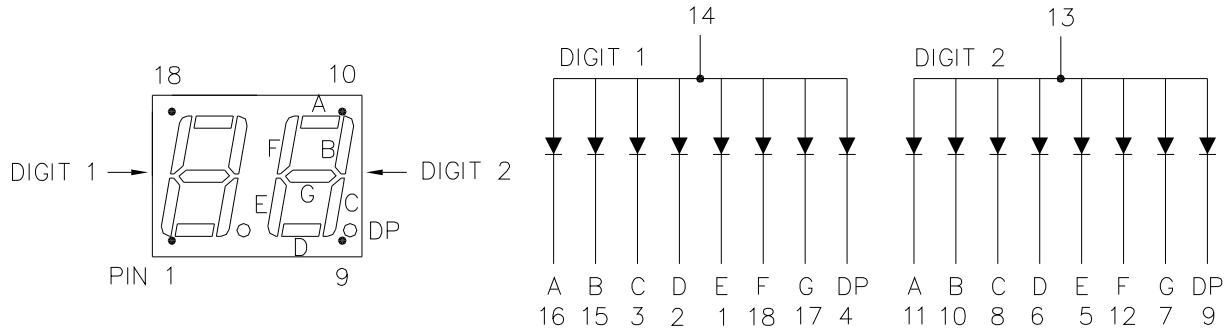 18 10
A
F B
DIGIT 1 DIGIT 2
G
E C
DP
D
PIN 1 9
14
DIGIT 1
A B C D E F G DP
16 15 3 2 1 18 17 4
13
DIGIT 2
A B C D E F G DP
11 10 8 6 5 12 7 9